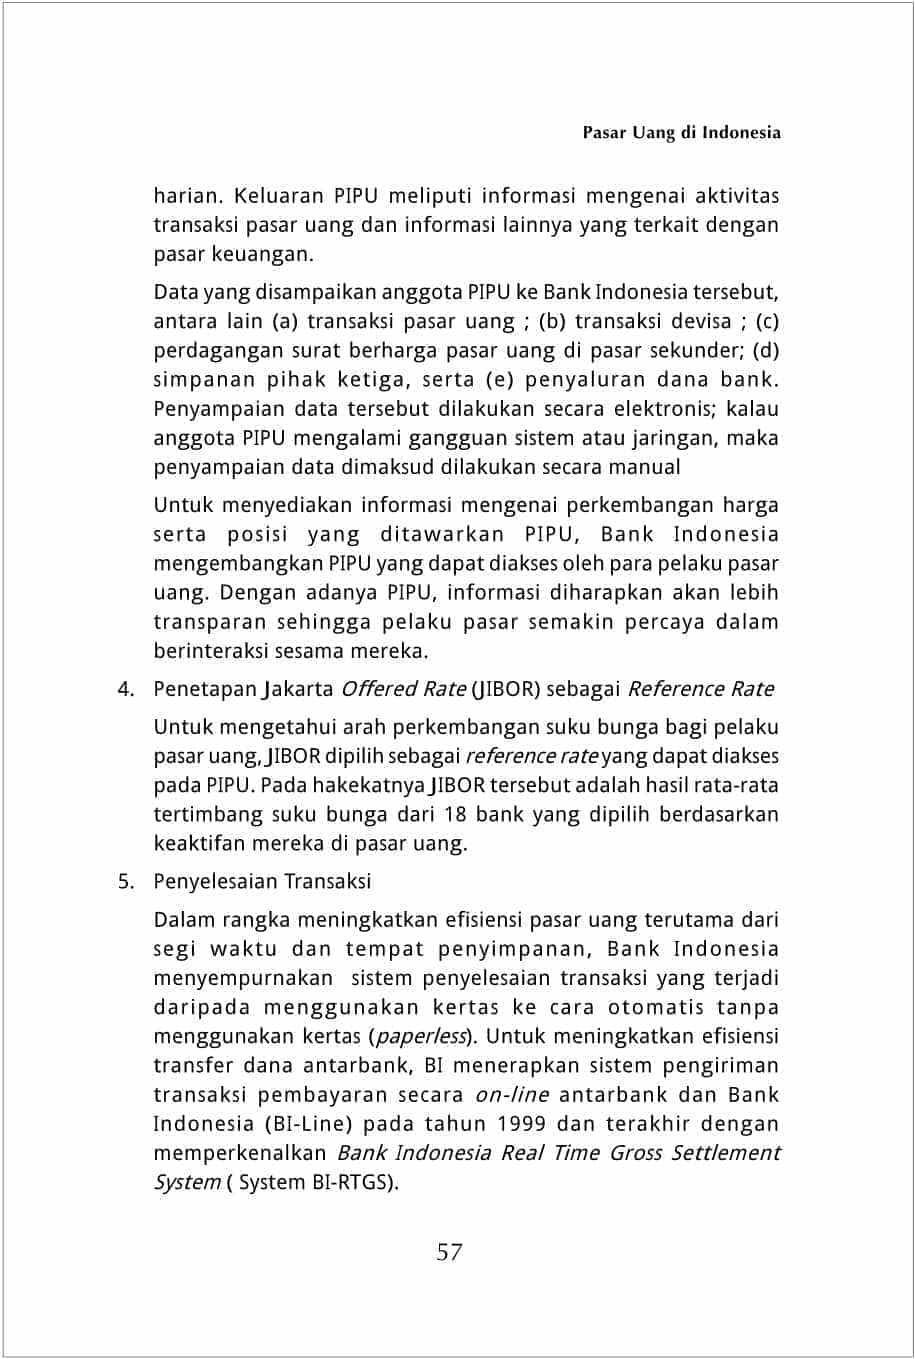 Pasar Uang di Indonesia
harian. Keluaran PIPU meliputi informasi mengenai aktivitas
transaksi pasar uang dan informasi lainnya yang terkait dengan
pasar keuangan.
Data yang disampaikan anggota PIPU ke Bank Indonesia tersebut,
antara lain (a) transaksi pasar uang ; (b) transaksi devisa ; (c)
perdagangan surat berharga pasar uang di pasar sekunder; (d)
simpanan pihak ketiga, serta (e) penyaluran dana bank.
Penyampaian data tersebut dilakukan secara elektronis; kalau
anggota PIPU mengalami gangguan sistem atau jaringan, maka
penyampaian data dimaksud dilakukan secara manual
Untuk menyediakan informasi mengenai perkembangan harga
serta posisi yang ditawarkan PIPU, Bank Indonesia
mengembangkan PIPU yang dapat diakses oleh para pelaku pasar
uang. Dengan adanya PIPU, informasi diharapkan akan lebih
transparan sehingga pelaku pasar semakin percaya dalam
berinteraksi sesama mereka.
4. Penetapan Jakarta Offered Rate (JIBOR) sebagai Reference Rate
Untuk mengetahui arah perkembangan suku bunga bagi pelaku
pasar uang, JIBOR dipilih sebagai reference rate yang dapat diakses
pada PIPU. Pada hakekatnya JIBOR tersebut adalah hasil rata-rata
tertimbang suku bunga dari 18 bank yang dipilih berdasarkan
keaktifan mereka di pasar uang.
5. Penyelesaian Transaksi
Dalam rangka meningkatkan efisiensi pasar uang terutama dari
segi waktu dan tempat penyimpanan, Bank Indonesia
menyempurnakan sistem penyelesaian transaksi yang terjadi
daripada menggunakan kertas ke cara otomatis tanpa
menggunakan kertas (paperless). Untuk meningkatkan efisiensi
transfer dana antarbank, BI menerapkan sistem pengiriman
transaksi pembayaran secara on-line antarbank dan Bank
Indonesia (BI-Line) pada tahun 1999 dan terakhir dengan
memperkenalkan Bank Indonesia Real Time Gross Settlement
System ( System BI-RTGS).
57